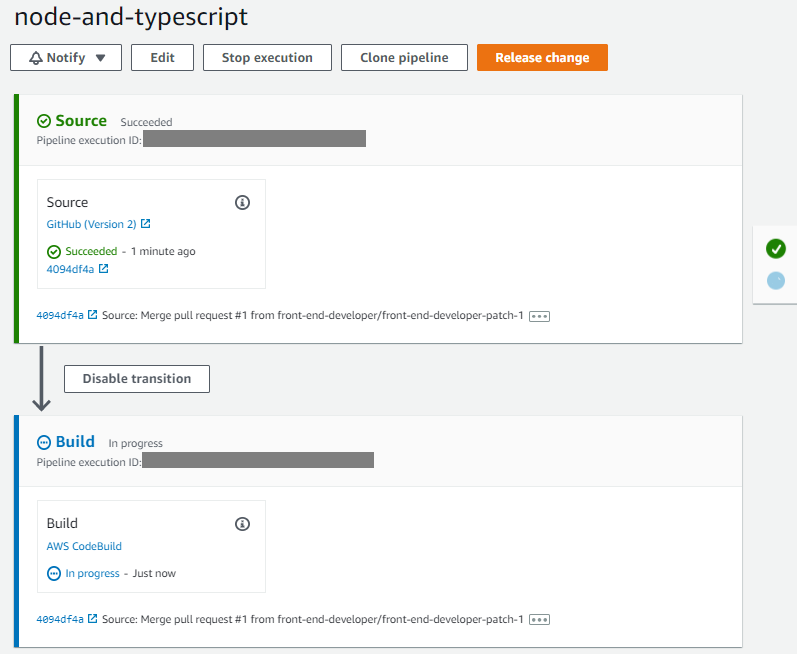 node-and-typescript
Notify Edit Stop execution Clone pipeline Release change
Source Succeeded
Pipeline execution ID:
Source
GitHub (Version 2)
Succeeded - 1 minute ago
4094df4a
4094df4a Source: Merge pull request #1 from front-end-developer/front-end-developer-patch-1
Disable transition
Build In progress
Pipeline execution ID:
Build
AWS CodeBuild
In progress - Just now
4094df4a Source: Merge pull request #1 from front-end-developer/front-end-developer-patch-1